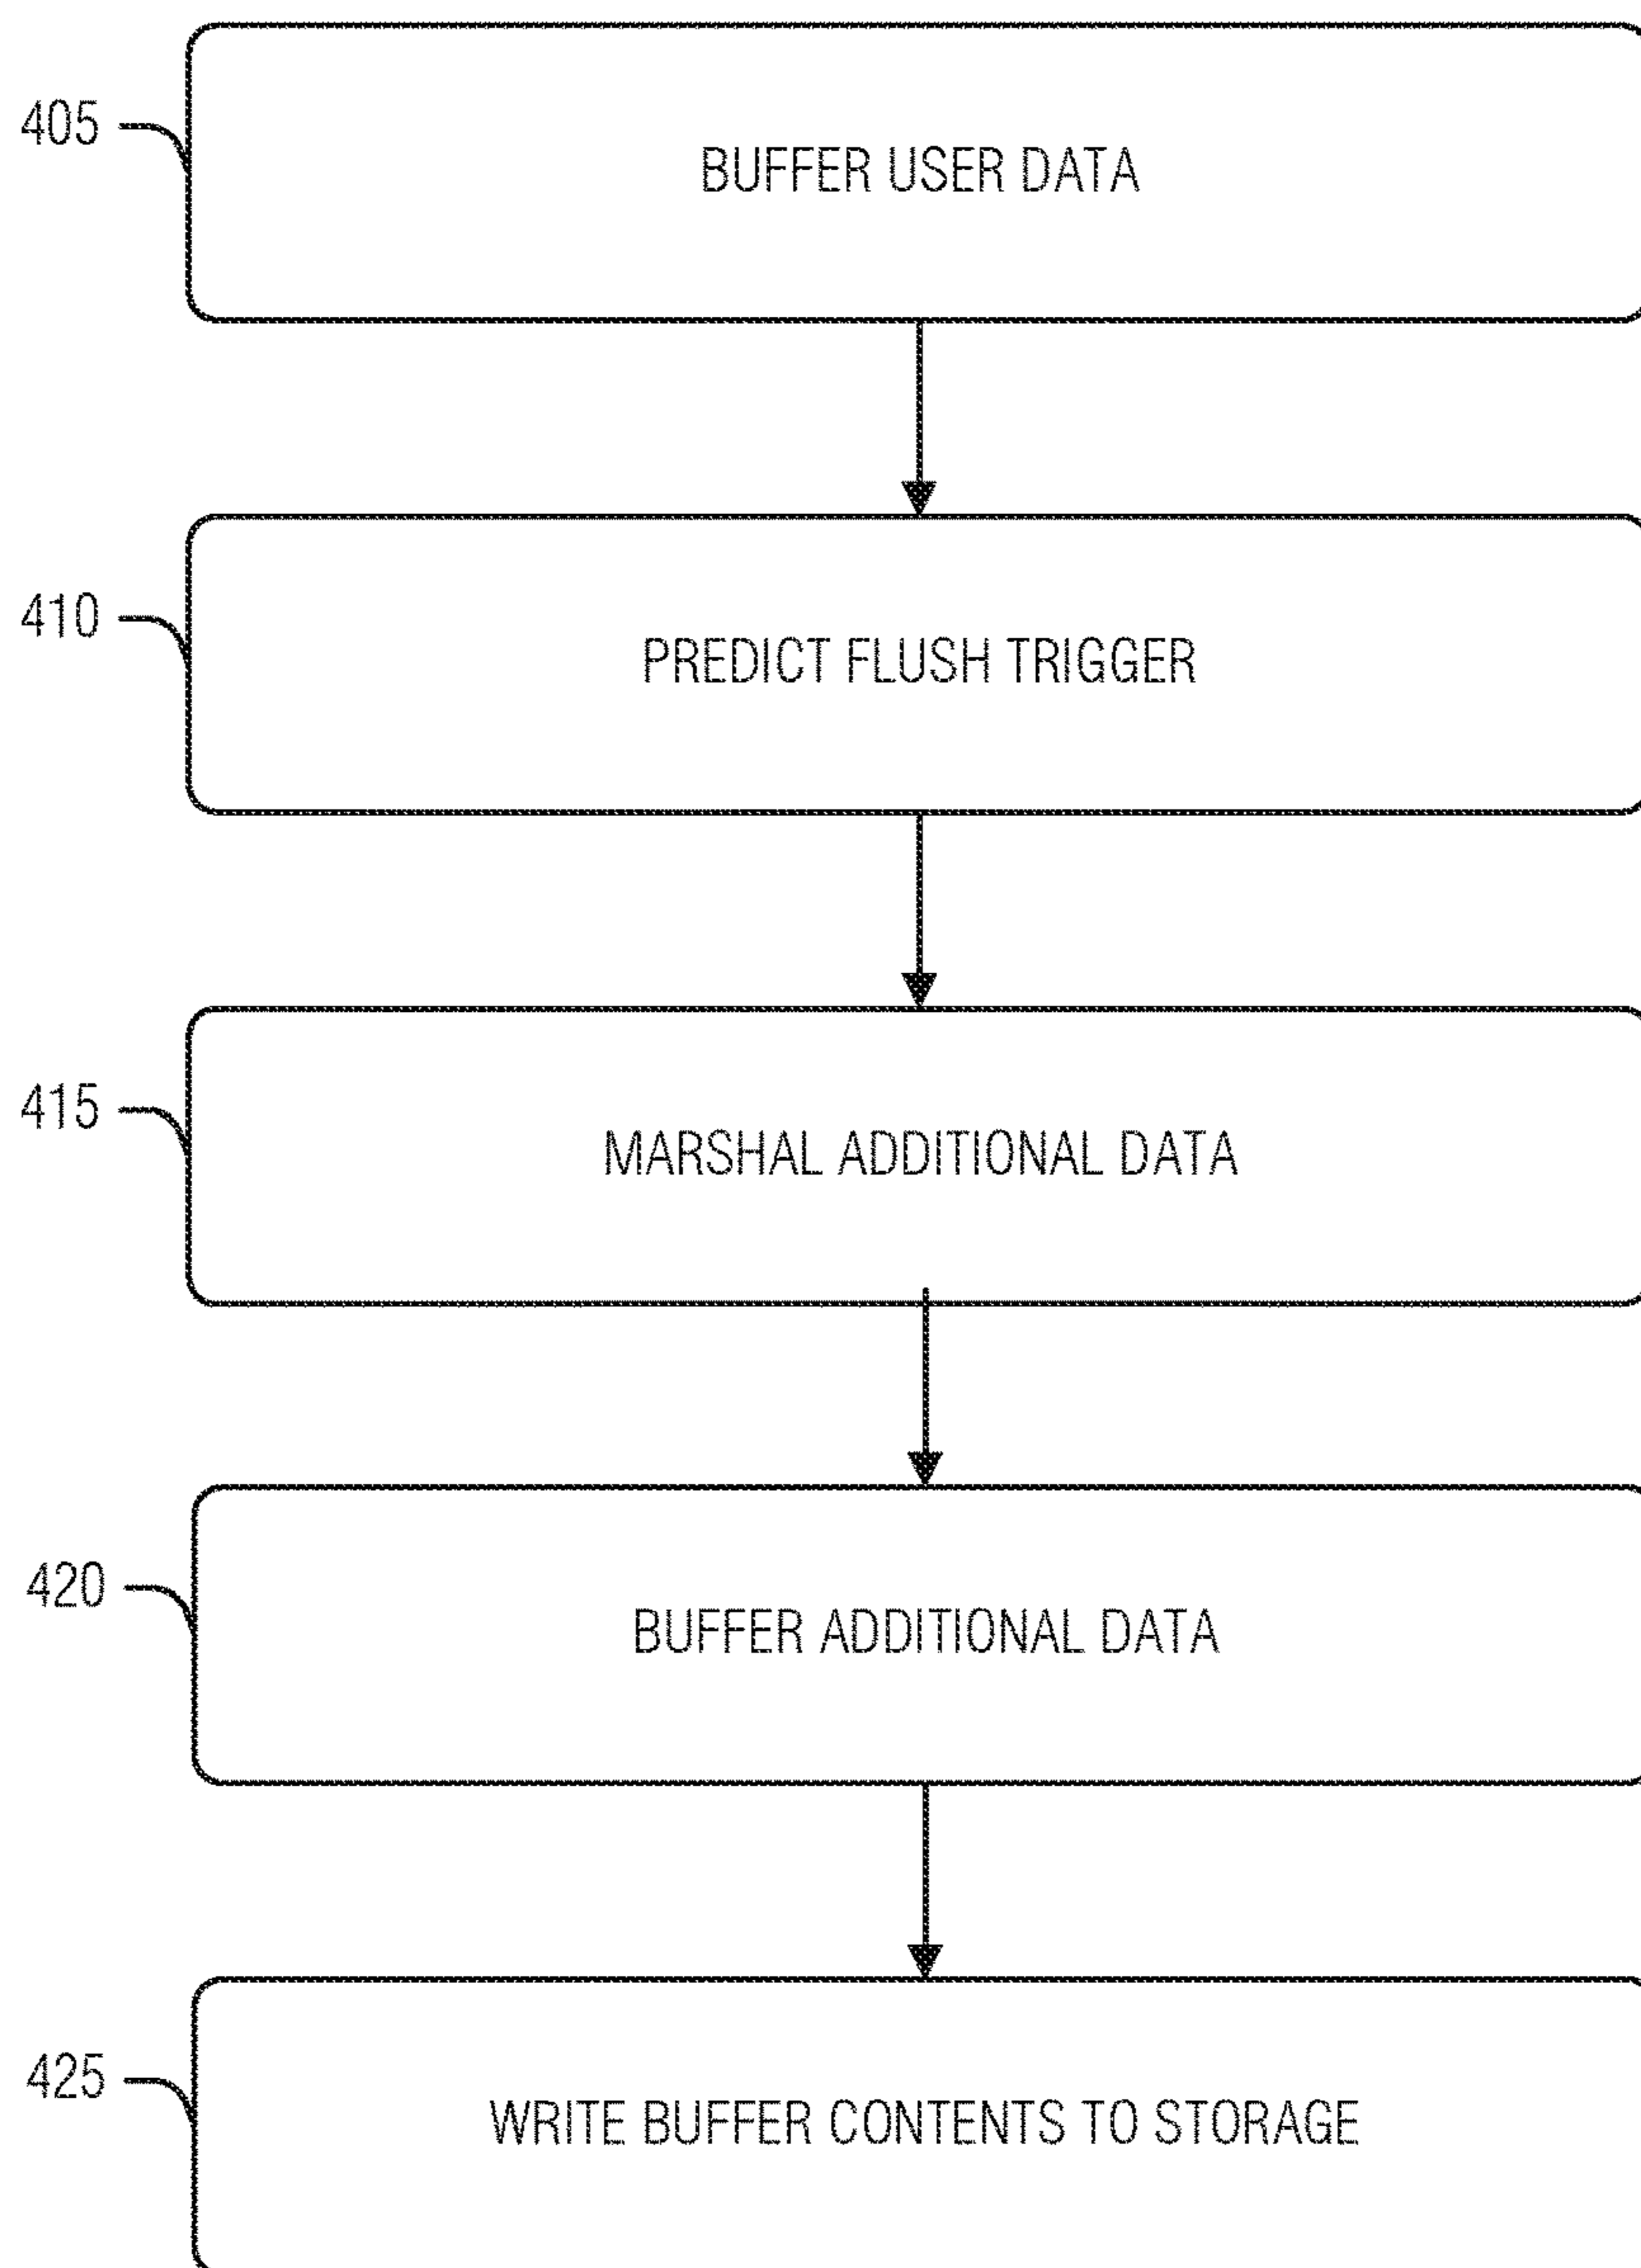 405
BUFFER USER DATA
410
PREDICT FLUSH TRIGGER
415
MARSHAL ADDITIONAL DATA
420
BUFFER ADDITIONAL DATA
425
WRITE BUFFER CONTENTS TO STORAGE